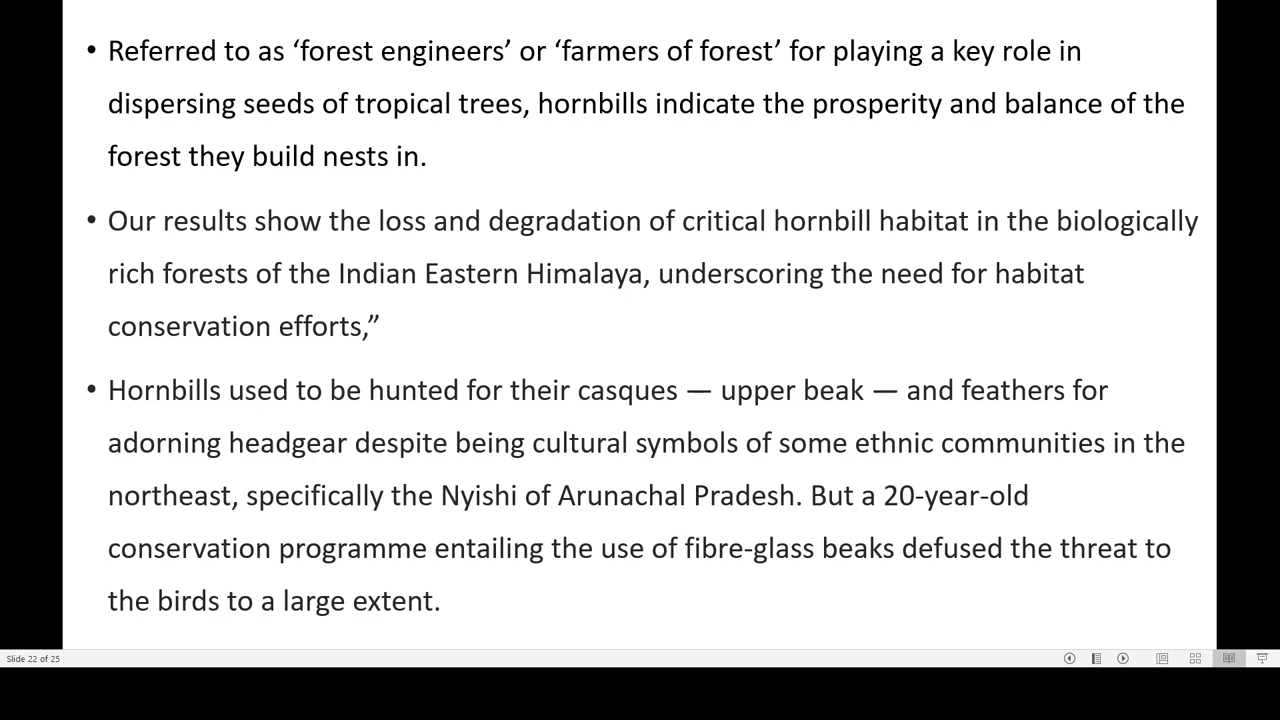 • Referred to as ‘forest engineers’ or ‘farmers of forest’ for playing a key role in
dispersing seeds of tropical trees, hornbills indicate the prosperity and balance of the
forest they build nests in.
• Our results show the loss and degradation of critical hornbill habitat in the biologically
rich forests of the Indian Eastern Himalaya, underscoring the need for habitat
conservation efforts,”
• Hornbills used to be hunted for their casques — upper beak — and feathers for
adorning headgear despite being cultural symbols of some ethnic communities in the
northeast, specifically the Nyishi of Arunachal Pradesh. But a 20-year-old
conservation programme entailing the use of fibre-glass beaks defused the threat to
the birds to a large extent.
Slide 22 of 25